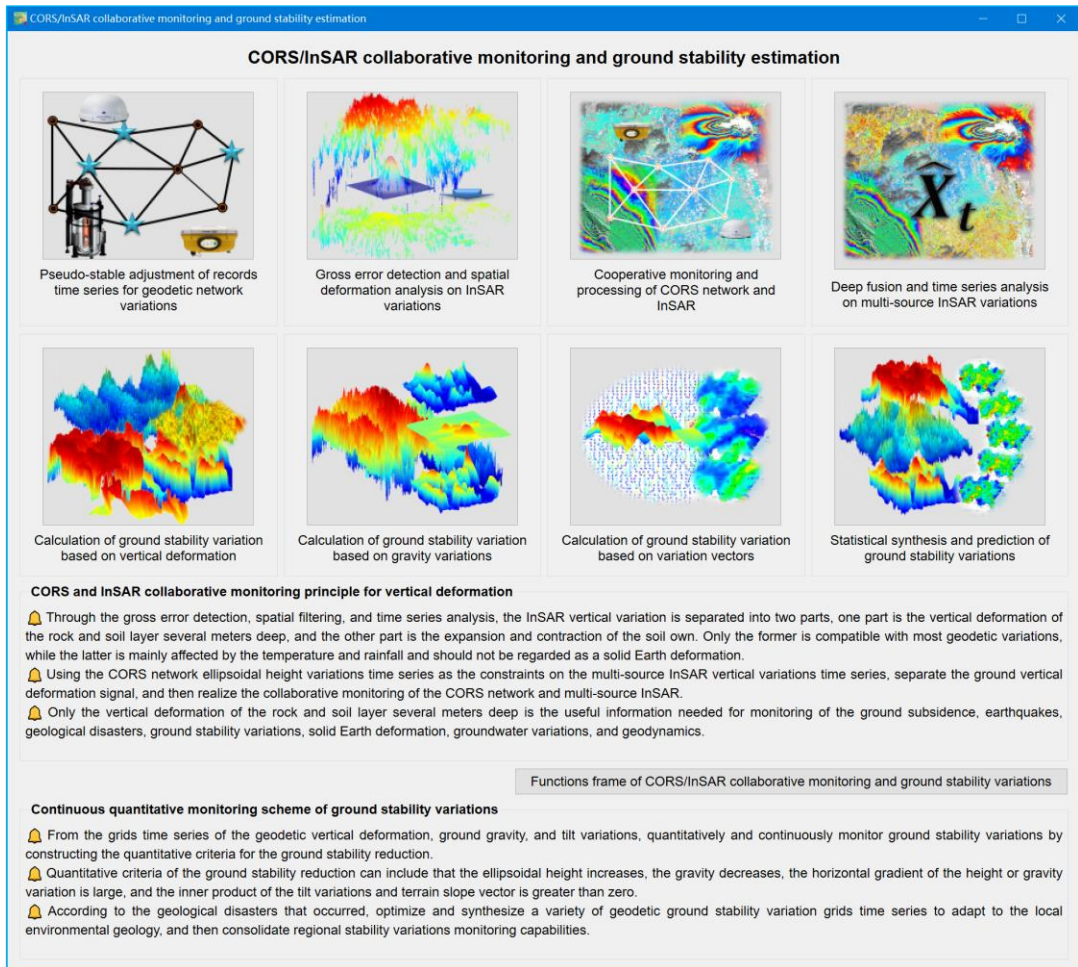 CORS/InSAR collaborative monitoring and ground stability estimation
CORS/InSAR collaborative monitoring and ground stability estimation
Pseudo-stable adjustment of records
time series for geodetic network
variations
Gross error detection and spatial
deformation analysis on InSAR
variations
Cooperative monitoring and
processing of CORS network and
InSAR
X̂t
Deep fusion and time series analysis
on multi-source InSAR variations
Calculation of ground stability variation
based on vertical deformation
Calculation of ground stability variation
based on gravity variations
Calculation of ground stability variation
based on variation vectors
Statistical synthesis and prediction of
ground stability variations
CORS and InSAR collaborative monitoring principle for vertical deformation
Through the gross error detection, spatial filtering, and time series analysis, the InSAR vertical variation is separated into two parts, one part is the vertical deformation of
the rock and soil layer several meters deep, and the other part is the expansion and contraction of the soil own. Only the former is compatible with most geodetic variations,
while the latter is mainly affected by the temperature and rainfall and should not be regarded as a solid Earth deformation.
Using the CORS network ellipsoidal height variations time series as the constraints on the multi-source InSAR vertical variations time series, separate the ground vertical
deformation signal, and then realize the collaborative monitoring of the CORS network and multi-source InSAR.
Only the vertical deformation of the rock and soil layer several meters deep is the useful information needed for monitoring of the ground subsidence, earthquakes,
geological disasters, ground stability variations, solid Earth deformation, groundwater variations, and geodynamics.
Functions frame of CORS/InSAR collaborative monitoring and ground stability variations
Continuous quantitative monitoring scheme of ground stability variations
From the grids time series of the geodetic vertical deformation, ground gravity, and tilt variations, quantitatively and continuously monitor ground stability variations by
constructing the quantitative criteria for the ground stability reduction.
Quantitative criteria of the ground stability reduction can include that the ellipsoidal height increases, the gravity decreases, the horizontal gradient of the height or gravity
variation is large, and the inner product of the tilt variations and terrain slope vector is greater than zero.
According to the geological disasters that occurred, optimize and synthesize a variety of geodetic ground stability variation grids time series to adapt to the local
environmental geology, and then consolidate regional stability variations monitoring capabilities.